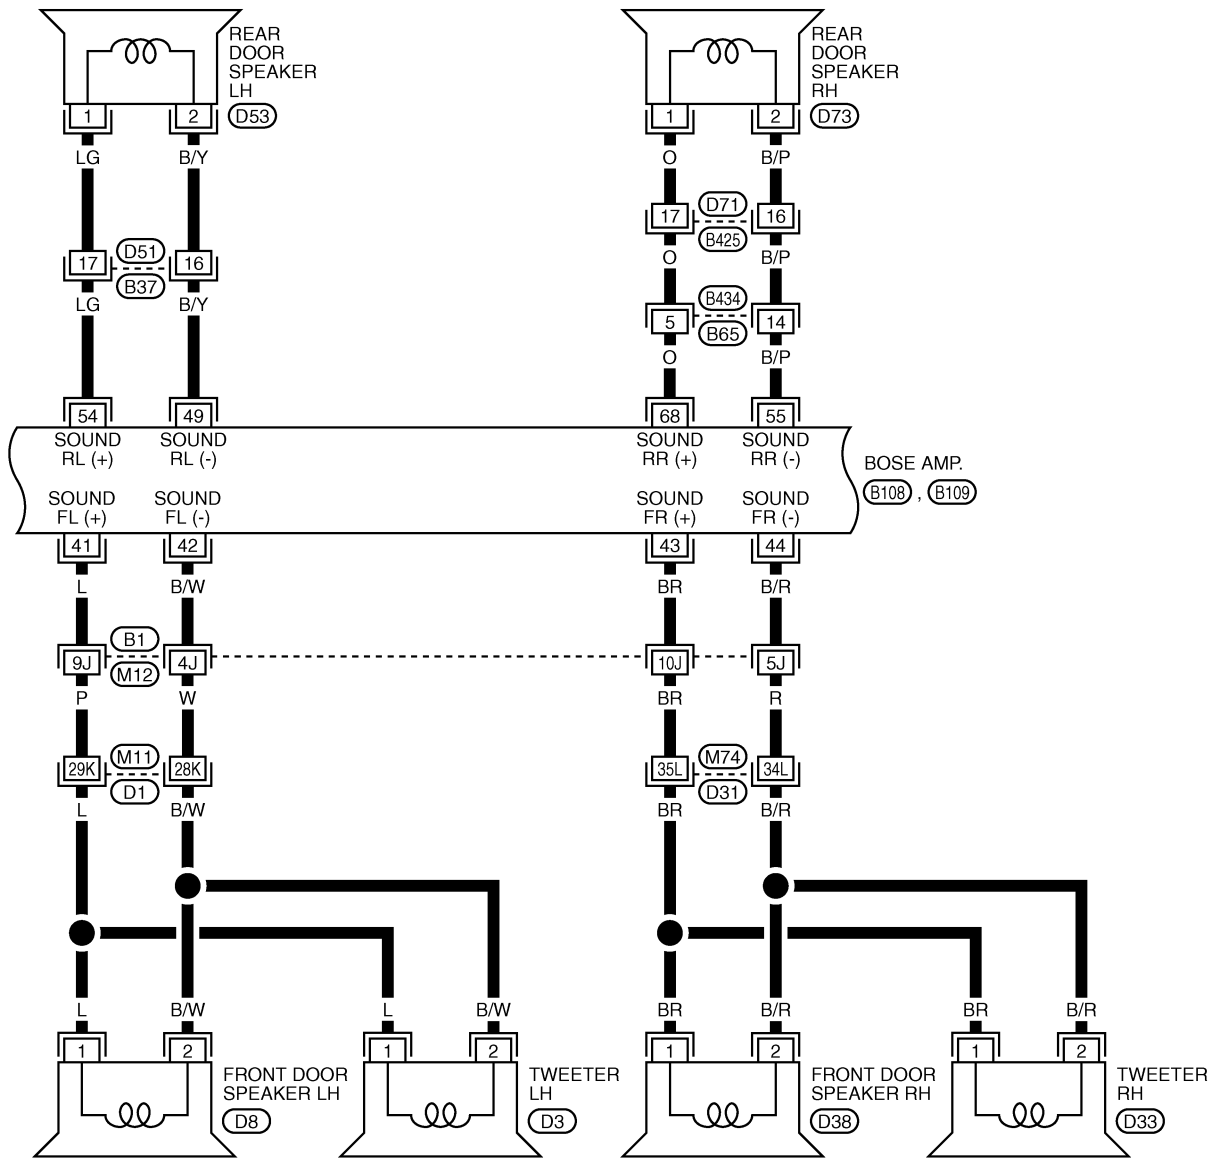 REAR
DOOR
SPEAKER
LH
D53
REAR
DOOR
SPEAKER
RH
D73
1 2 1 2
LG B/Y O B/P
17 D71 16
B425
O B/P
17 D51 16
B37
LG B/Y
5 B434 14
B65
O B/P
54 49 68 55
SOUND
RL (+)
SOUND
RL (-)
SOUND
RR (+)
SOUND
RR (-)
BOSE AMP.
B108 , B109
SOUND
FL (+)
SOUND
FL (-)
SOUND
FR (+)
SOUND
FR (-)
41 42 43 44
L B/W BR B/R
9J B1 4J 10J 5J
M12
P W BR R
29K M11 28K 35L M74 34L
D1 D31
L B/W BR B/R
L B/W L B/W BR B/R BR B/R
1 2 1 2 1 2 1 2
FRONT DOOR
SPEAKER LH
D8
TWEETER
LH
D3
FRONT DOOR
SPEAKER RH
D38
TWEETER
RH
D33